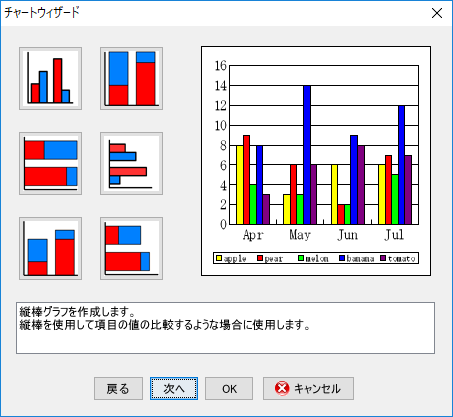 チャートウィザード
16
14
12
10
8
6
4
2
0
Apr May Jun Jul
apple pear melon banana tomato
縦棒グラフを作成します。
縦棒を使用して項目の値の比較するような場合に使用します。
戻る 次へ OK キャンセル